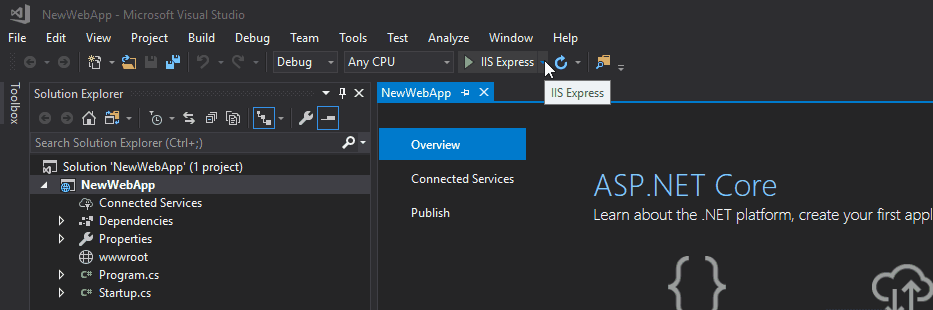 NewWebApp - Microsoft Visual Studio
File Edit View Project Build Debug Team Tools Test Analyze Window Help
Debug Any CPU IIS Express
IIS Express
Toolbox
Solution Explorer
Search Solution Explorer (Ctrl+;)
Solution 'NewWebApp' (1 project)
NewWebApp
Connected Services
Dependencies
Properties
wwwroot
C# Program.cs
C# Startup.cs
NewWebApp
Overview
Connected Services
Publish
ASP.NET Core
Learn about the .NET platform, create your first appl